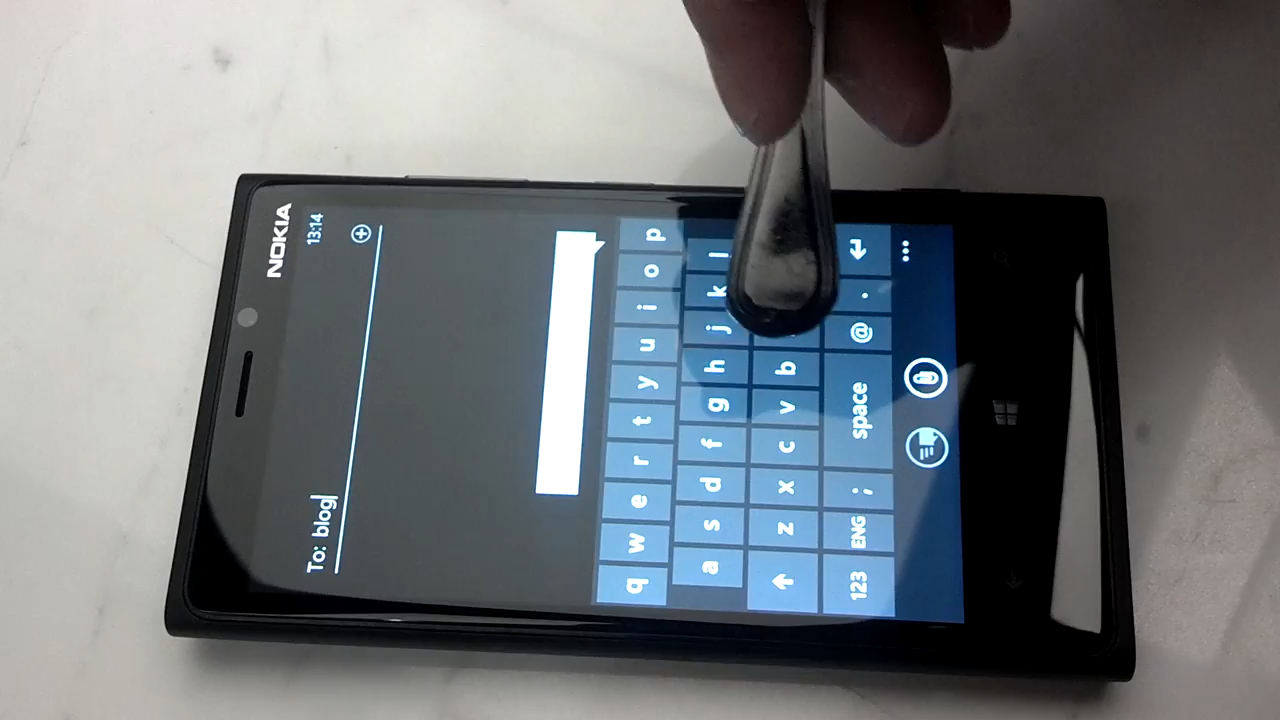 NOKIA
13:14
To: blog
q w e r t y u i o p
a s d f g h j k l
z x c v b
123 ENG ; space @ .